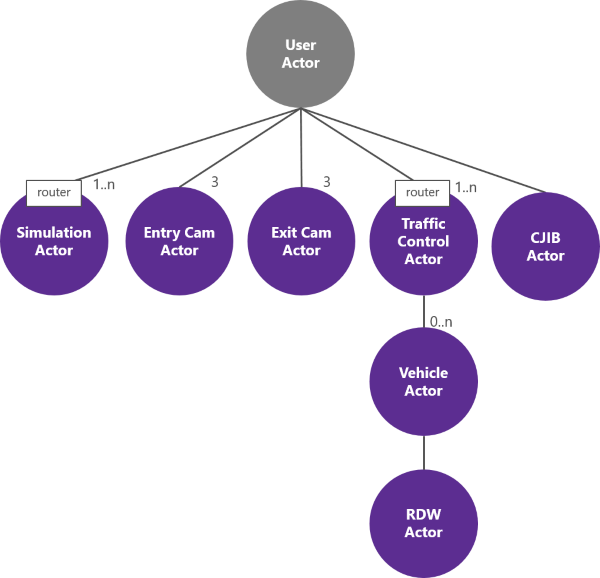 User
Actor
router
1..n
3
3
router
1..n
Simulation
Actor
Entry Cam
Actor
Exit Cam
Actor
Traffic
Control
Actor
CJIB
Actor
0..n
Vehicle
Actor
RDW
Actor